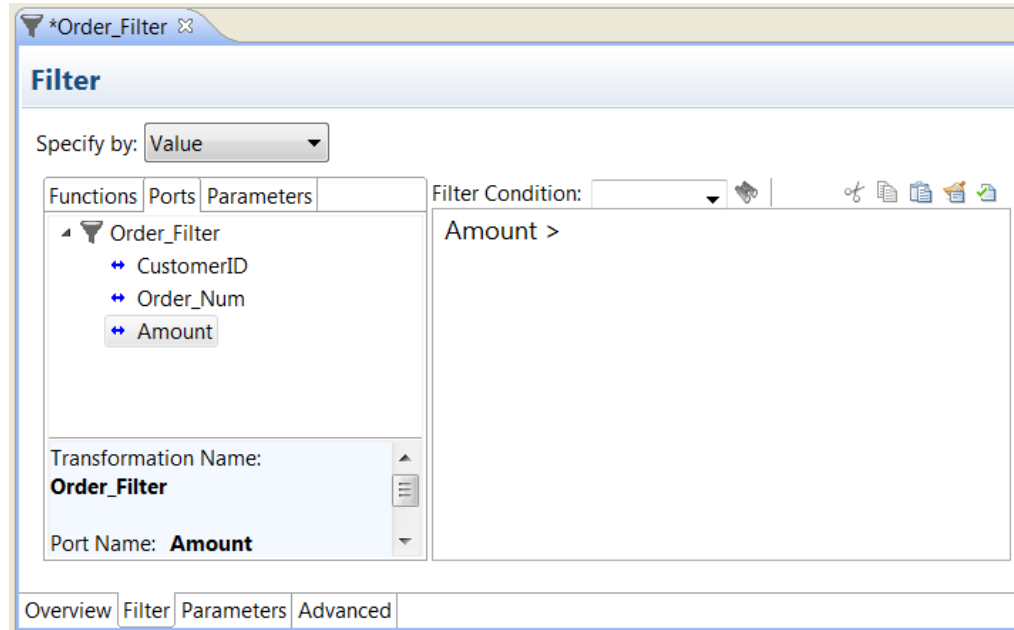 *Order_Filter
Filter
Specify by: Value
Functions Ports Parameters
Filter Condition:
Order_Filter
CustomerID
Order_Num
Amount
Amount >
Transformation Name:
Order_Filter
Port Name: Amount
Overview Filter Parameters Advanced